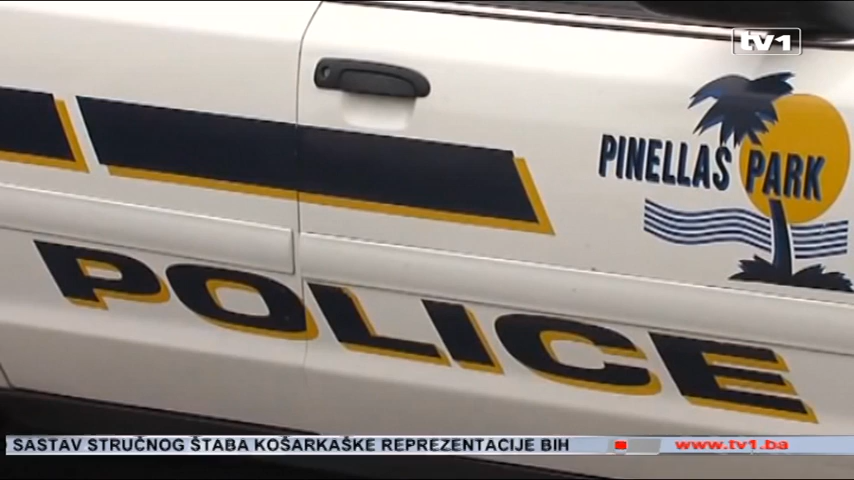 tv1
PINELLAS PARK
POLICE
SASTAV STRUČNOG ŠTABA KOŠARKAŠKE REPREZENTACIJE BIH www.tv1.ba